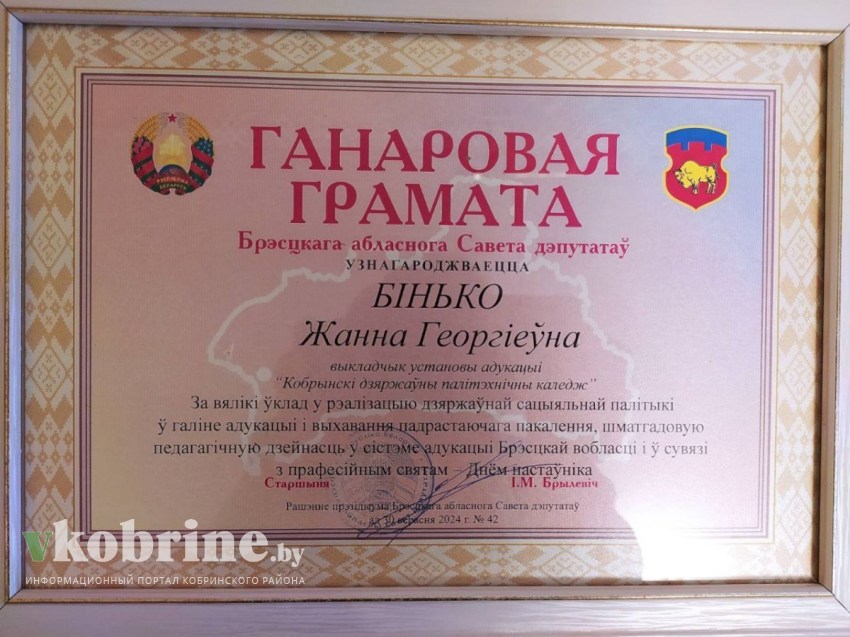 ГАНАРОВАЯ
ГРАМАТА
Брэсцкага абласнога Савета дэпутатаў
УЗНАГАРОДЖВАЕЦЦА
БІНЬКО
Жанна Георгіеўна
выкладчык установы адукацыі
"Кобрынскі дзяржаўны палітэхнічны каледж"
За вялікі ўклад у рэалізацыю дзяржаўнай сацыяльнай палітыкі
ў галіне адукацыі і выхавання падрастаючага пакалення, шматгадовую
педагагічную дзейнасць у сістэме адукацыі Брэсцкай вобласці і ў сувязі
з прафесійным святам – Днём настаўніка
Старшыня І.М. Брылевіч
Рашэнне прэзідыума Брэсцкага абласнога Савета дэпутатаў
ад верасня 2024 г. № 42
vkobrine.by
ИНФОРМАЦИОННЫЙ ПОРТАЛ КОБРИНСКОГО РАЙОНА